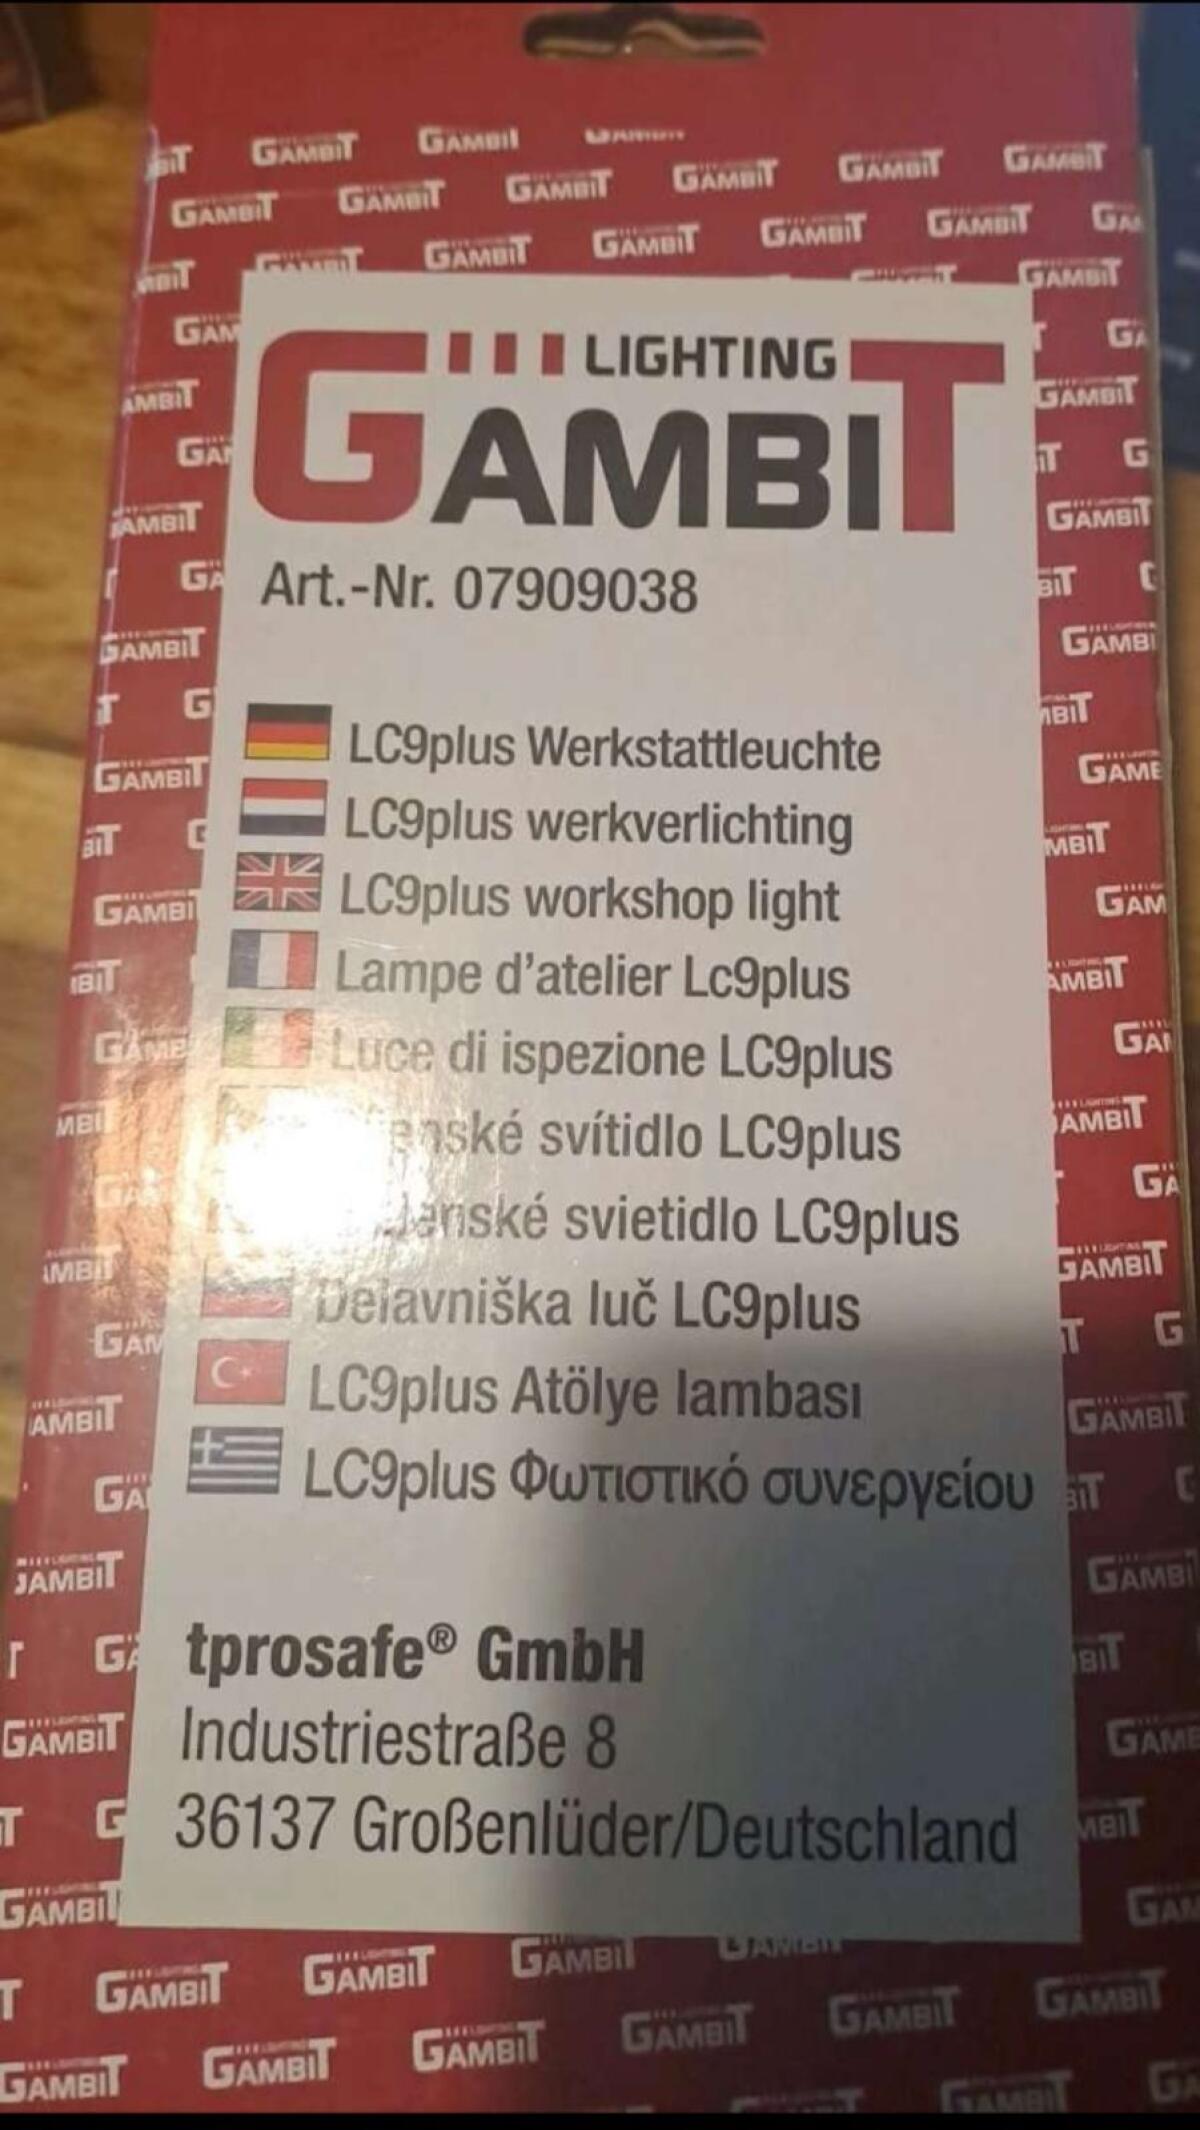 LIGHTING
GAMBIT
Art.-Nr. 07909038
LC9plus Werkstattleuchte
LC9plus werkverlichting
LC9plus workshop light
Lampe d’atelier Lc9plus
Luce di ispezione LC9plus
svítidlo LC9plus
svietidlo LC9plus
Delavniška luč LC9plus
LC9plus Atölye lambası
LC9plus Φωτιστικό συνεργείου
tprosafe® GmbH
Industriestraße 8
36137 Großenlüder/Deutschland